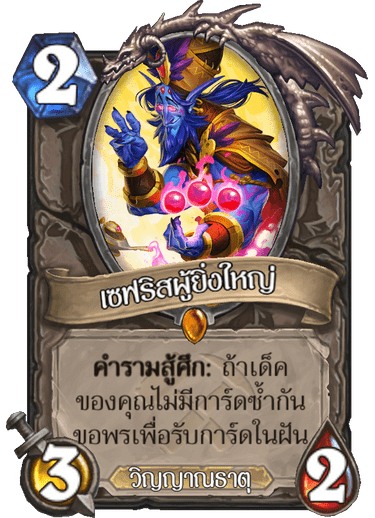 2
เซฟริสผู้ยิ่งใหญ่
คำรามสู้ศึก: ถ้าเด็ค
ของคุณไม่มีการ์ดซ้ำกัน
ขอพรเพื่อรับการ์ดในฝัน
3
วิญญาณธาตุ
2